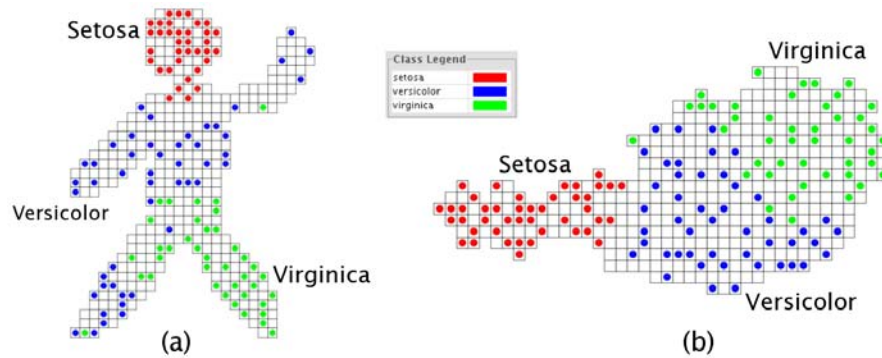 Setosa
Versicolor
Virginica
(a)
Class Legend
setosa
versicolor
virginica
Virginica
Setosa
Versicolor
(b)